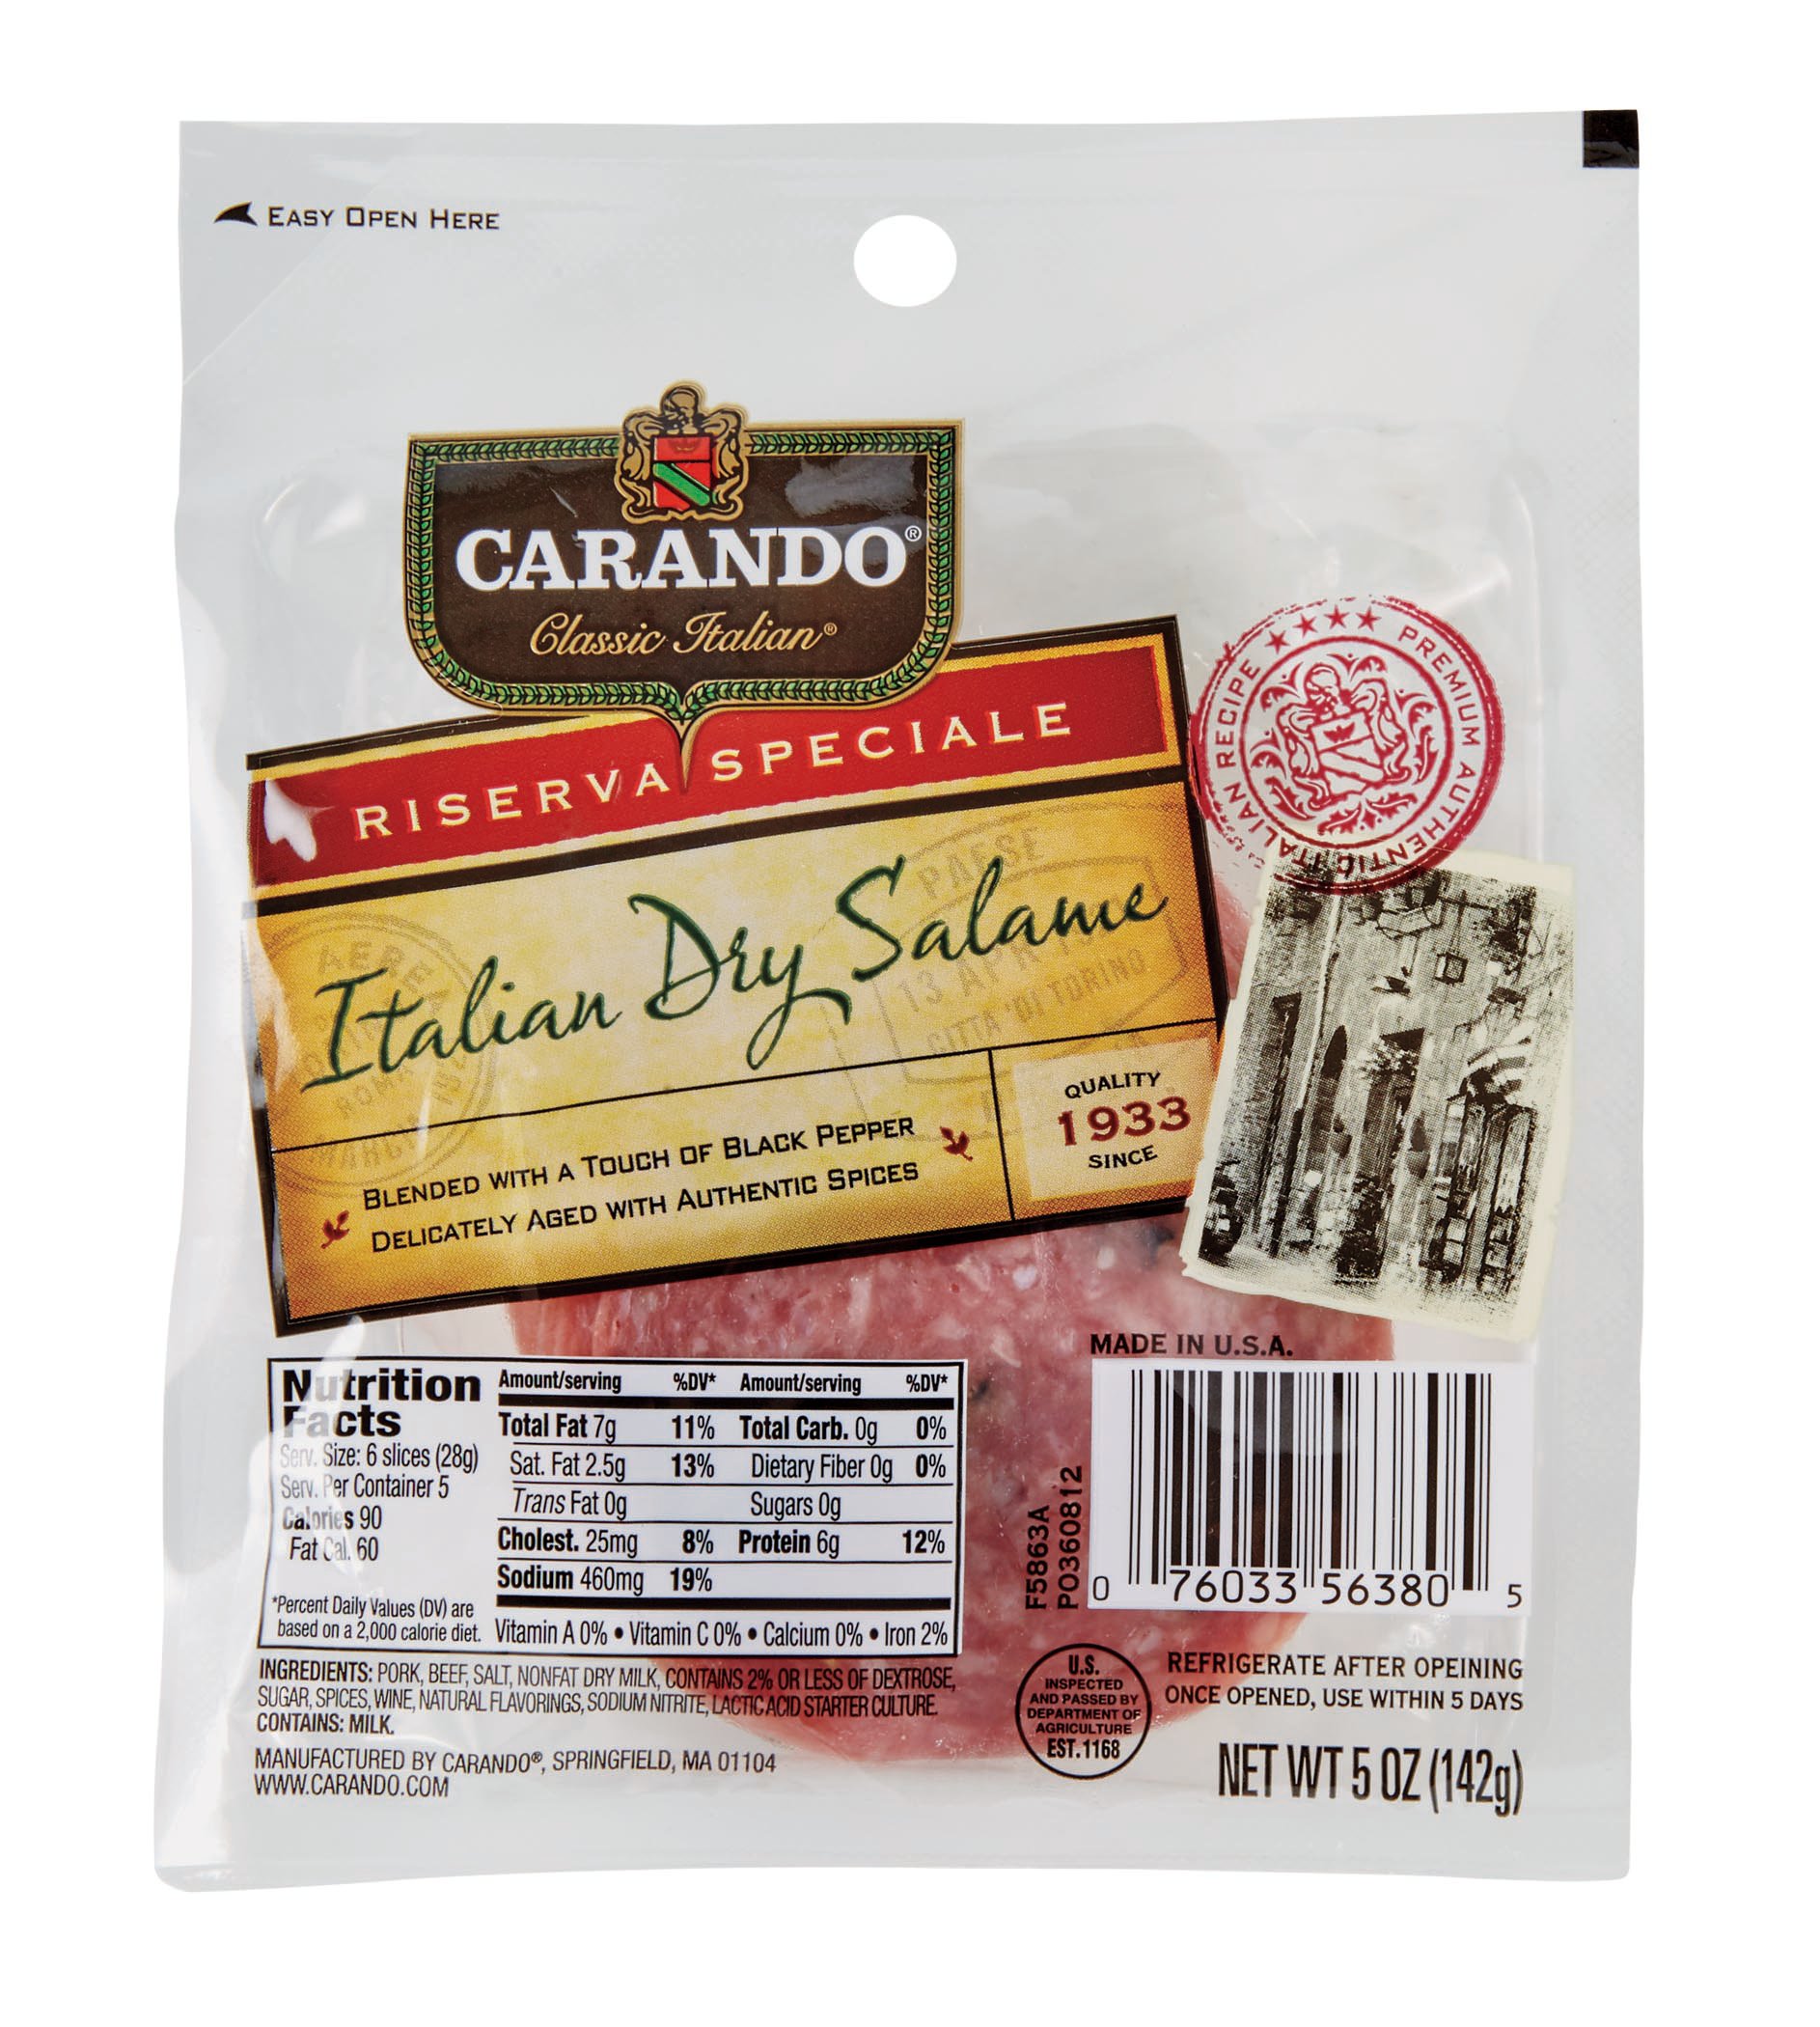 EASY OPEN HERE
CARANDO®
Classic Italian®
RISERVA SPECIALE
PREMIUM AUTHENTIC ITALIAN RECIPE
Italian Dry Salame
PAESE
13 APR
CITTA 'DI TORINO
AEREA
ROMA
BLENDED WITH A TOUCH OF BLACK PEPPER
DELICATELY AGED WITH AUTHENTIC SPICES
QUALITY
1933
SINCE
MADE IN U.S.A.
Nutrition
Facts
Serv. Size: 6 slices (28g)
Serv. Per Container 5
Calories 90
Fat Cal. 60
*Percent Daily Values (DV) are
based on a 2,000 calorie diet.
Amount/serving %DV* Amount/serving %DV*
Total Fat 7g 11% Total Carb. 0g 0%
Sat. Fat 2.5g 13% Dietary Fiber 0g 0%
Trans Fat 0g Sugars 0g
Cholest. 25mg 8% Protein 6g 12%
Sodium 460mg 19%
Vitamin A 0% • Vitamin C 0% • Calcium 0% • Iron 2%
INGREDIENTS: PORK, BEEF, SALT, NONFAT DRY MILK, CONTAINS 2% OR LESS OF DEXTROSE,
SUGAR, SPICES, WINE, NATURAL FLAVORINGS, SODIUM NITRITE, LACTIC ACID STARTER CULTURE.
CONTAINS: MILK.
MANUFACTURED BY CARANDO®, SPRINGFIELD, MA 01104
WWW.CARANDO.COM
F5863A
PO360812
0 76033 56380 5
U.S.
INSPECTED
AND PASSED BY
DEPARTMENT OF
AGRICULTURE
EST. 1168
REFRIGERATE AFTER OPEINING
ONCE OPENED, USE WITHIN 5 DAYS
NET WT 5 OZ (142g)